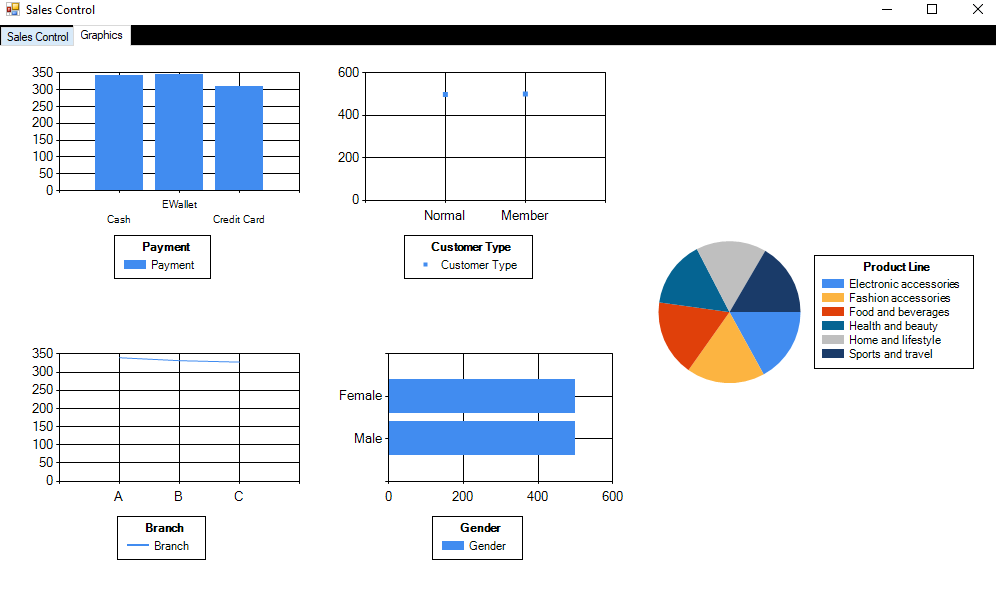 Sales Control
Sales Control Graphics
350
300
250
200
150
100
50
0
EWallet
Cash Credit Card
Payment
Payment
600
400
200
0
Normal Member
Customer Type
Customer Type
Product Line
Electronic accessories
Fashion accessories
Food and beverages
Health and beauty
Home and lifestyle
Sports and travel
350
300
250
200
150
100
50
0
A B C
Branch
Branch
Female
Male
0 200 400 600
Gender
Gender